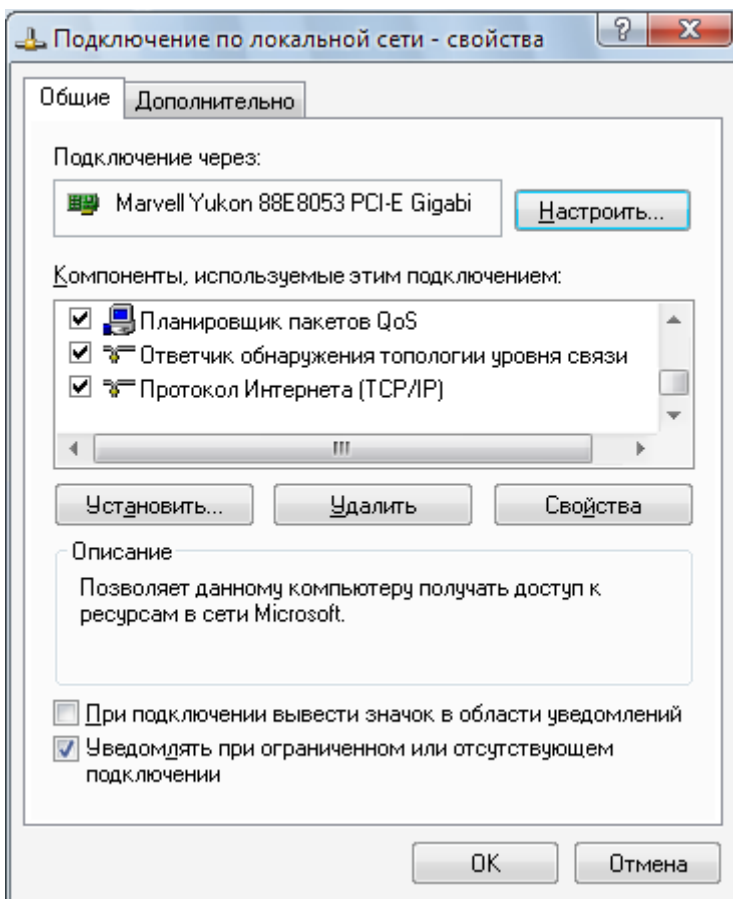 Подключение по локальной сети - свойства
Общие
Дополнительно
Подключение через:
Marvell Yukon 88E8053 PCI-E Gigabi
Настроить...
Компоненты, используемые этим подключением:
Планировщик пакетов QoS
Ответчик обнаружения топологии уровня связи
Протокол Интернета (TCP/IP)
Установить...
Удалить
Свойства
Описание
Позволяет данному компьютеру получать доступ к
ресурсам в сети Microsoft.
При подключении вывести значок в области уведомлений
Уведомлять при ограниченном или отсутствующем
подключении
OK
Отмена